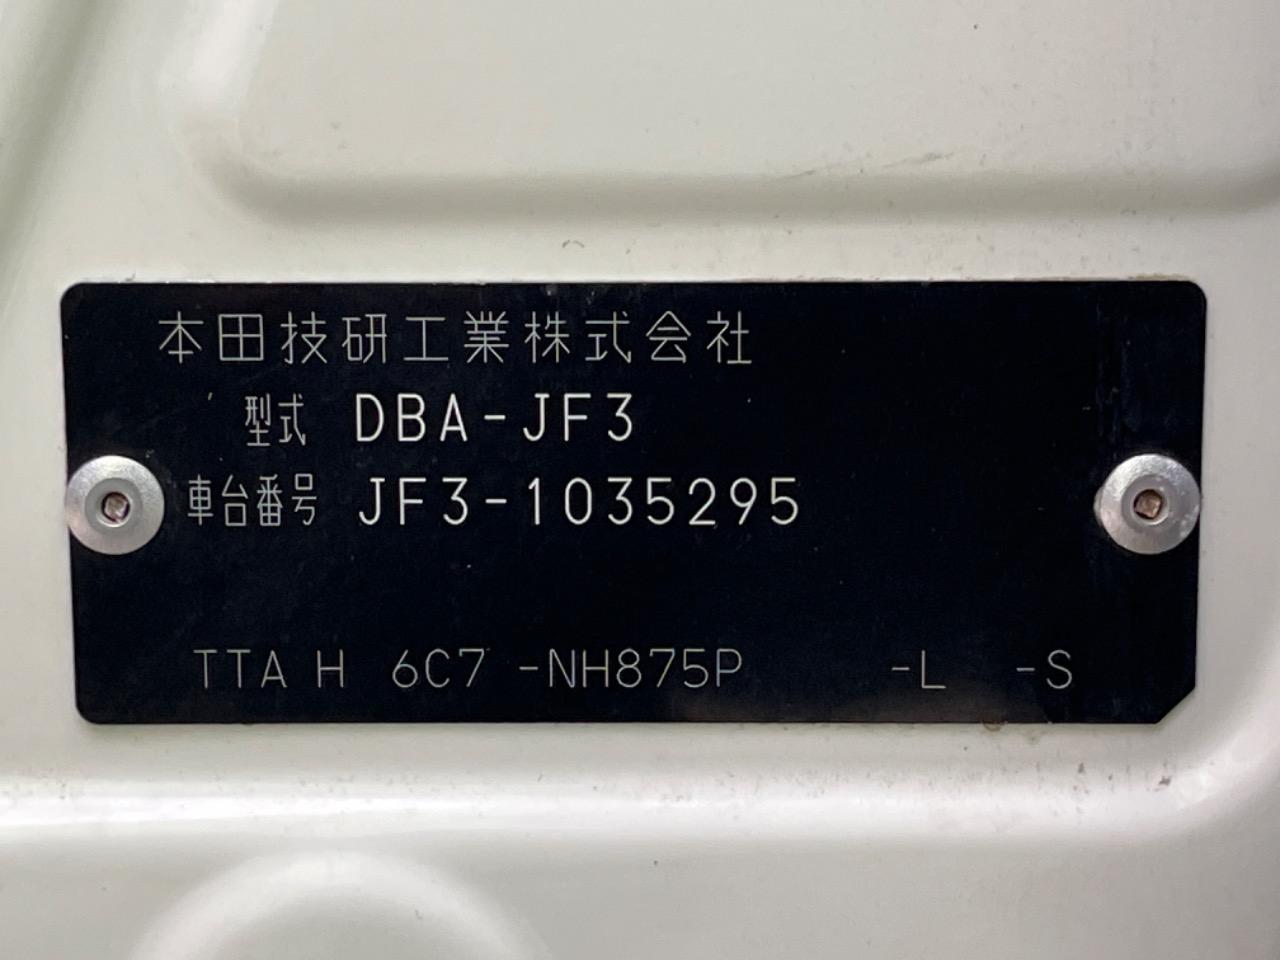 本田技研工業株式会社
型式 DBA-JF3
車台番号 JF3-1035295
TTA H 6C7 -NH875P -L -S